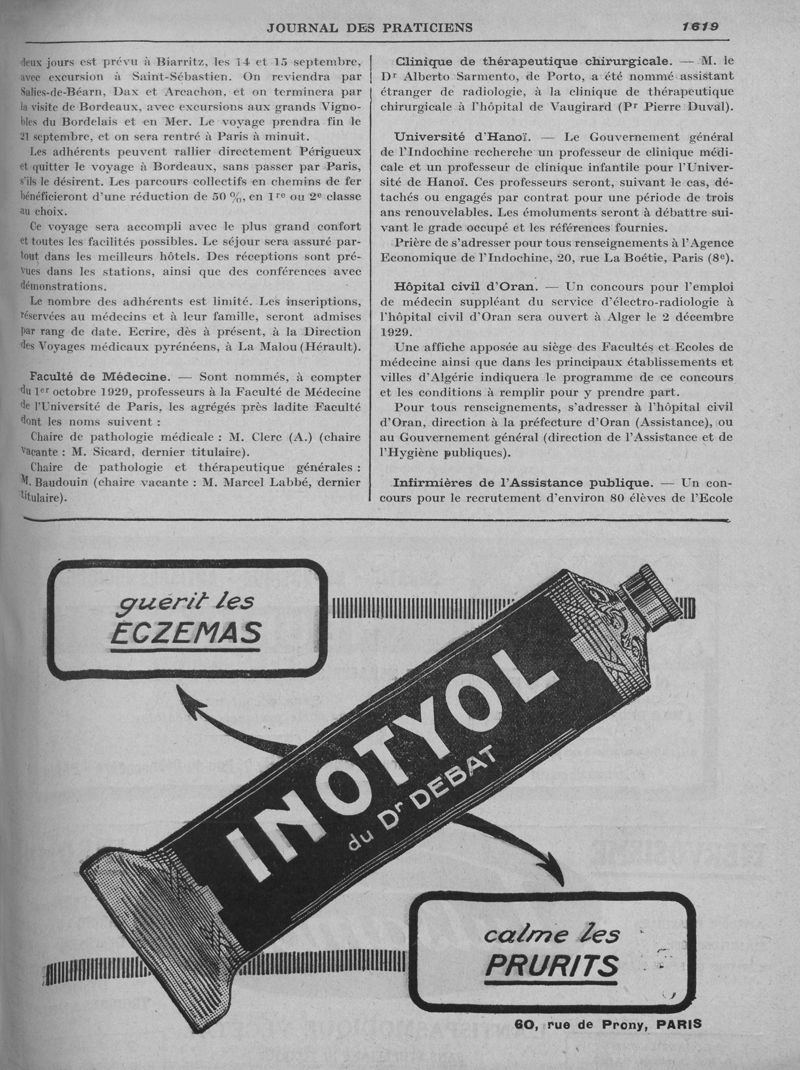 JOURNAL DES PRATICIENS 1619
deux jours est prévu à Biarritz, les 14 et 15 septembre,
avec excursion à Saint-Sébastien. On reviendra par
Salies-de-Béarn, Dax et Arcachon, et on terminera par
la visite de Bordeaux, avec excursions aux grands Vigno-
bles du Bordelais et en Mer. Le voyage prendra fin le
21 septembre, et on sera rentré à Paris à minuit.
Les adhérents peuvent rallier directement Périgueux
et quitter le voyage à Bordeaux, sans passer par Paris,
s'ils le désirent. Les parcours collectifs en chemins de fer
bénéficieront d'une réduction de 50 %, en 1re ou 2e classe
au choix.
Ce voyage sera accompli avec le plus grand confort
et toutes les facilités possibles. Le séjour sera assuré par-
tout dans les meilleurs hôtels. Des réceptions sont pré-
vues dans les stations, ainsi que des conférences avec
démonstrations.
Le nombre des adhérents est limité. Les inscriptions,
réservées au médecins et à leur famille, seront admises
par rang de date. Ecrire, dès à présent, à la Direction
des Voyages médicaux pyrénéens, à La Malou (Hérault).
Faculté de Médecine. — Sont nommés, à compter
du 1er octobre 1929, professeurs à la Faculté de Médecine
de l'Université de Paris, les agrégés près ladite Faculté
dont les noms suivent :
Chaire de pathologie médicale : M. Clerc (A.) (chaire
vacante : M. Sicard, dernier titulaire).
Chaire de pathologie et thérapeutique générales :
M. Baudouin (chaire vacante : M. Marcel Labbé, dernier
titulaire).
Clinique de thérapeutique chirurgicale. — M. le
Dr Alberto Sarmento, de Porto, a été nommé assistant
étranger de radiologie, à la clinique de thérapeutique
chirurgicale à l'hôpital de Vaugirard (Pr Pierre Duval).
Université d'Hanoï. — Le Gouvernement général
de l'Indochine recherche un professeur de clinique médi-
cale et un professeur de clinique infantile pour l'Univer-
sité de Hanoï. Ces professeurs seront, suivant le cas, dé-
tachés ou engagés par contrat pour une période de trois
ans renouvelables. Les émoluments seront à débattre sui-
vant le grade occupé et les références fournies.
Prière de s'adresser pour tous renseignements à l'Agence
Economique de l'Indochine, 20, rue La Boétie, Paris (8e).
Hôpital civil d'Oran. — Un concours pour l'emploi
de médecin suppléant du service d'électro-radiologie à
l'hôpital civil d'Oran sera ouvert à Alger le 2 décembre
1929.
Une affiche apposée au siège des Facultés et Ecoles de
médecine ainsi que dans les principaux établissements et
villes d'Algérie indiquera le programme de ce concours
et les conditions à remplir pour y prendre part.
Pour tous renseignements, s'adresser à l'hôpital civil
d'Oran, direction à la préfecture d'Oran (Assistance), ou
au Gouvernement général (direction de l'Assistance et de
l'Hygiène publiques).
Infirmières de l'Assistance publique. — Un con-
cours pour le recrutement d'environ 80 élèves de l'Ecole
guérit les
ECZEMAS
INOTYOL
du Dr DEBAT
calme les
PRURITS
60, rue de Prony, PARIS